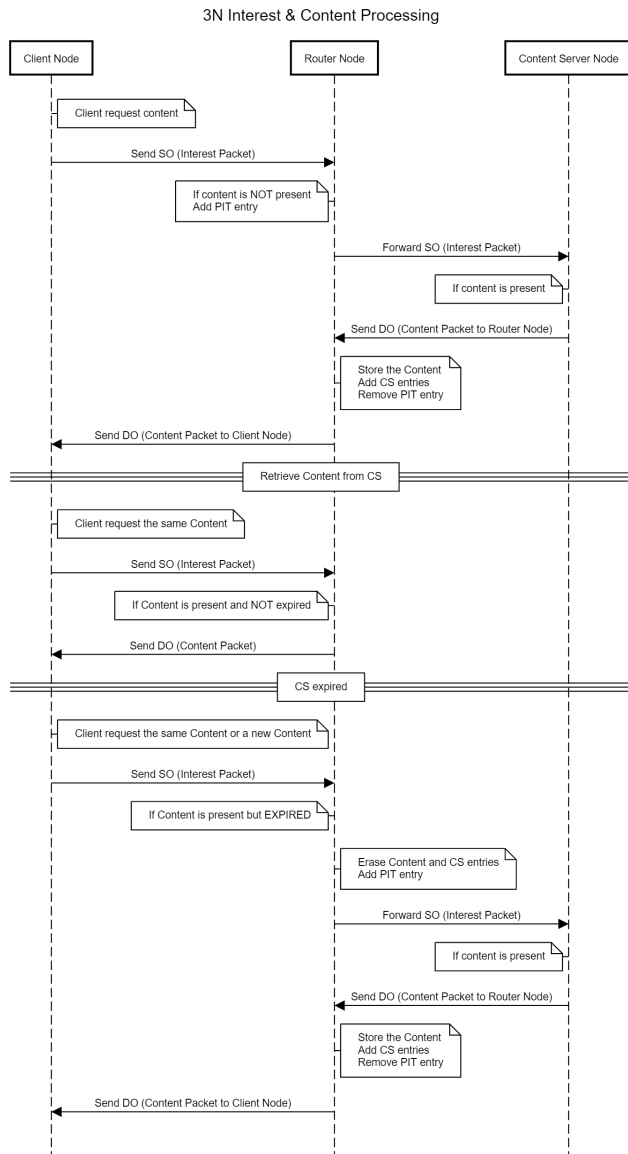 3N Interest & Content Processing
Client Node
Router Node
Content Server Node
Client request content
Send SO (Interest Packet)
If content is NOT present
Add PIT entry
Forward SO (Interest Packet)
If content is present
Send DO (Content Packet to Router Node)
Store the Content
Add CS entries
Remove PIT entry
Send DO (Content Packet to Client Node)
Retrieve Content from CS
Client request the same Content
Send SO (Interest Packet)
If Content is present and NOT expired
Send DO (Content Packet)
CS expired
Client request the same Content or a new Content
Send SO (Interest Packet)
If Content is present but EXPIRED
Erase Content and CS entries
Add PIT entry
Forward SO (Interest Packet)
If content is present
Send DO (Content Packet to Router Node)
Store the Content
Add CS entries
Remove PIT entry
Send DO (Content Packet to Client Node)